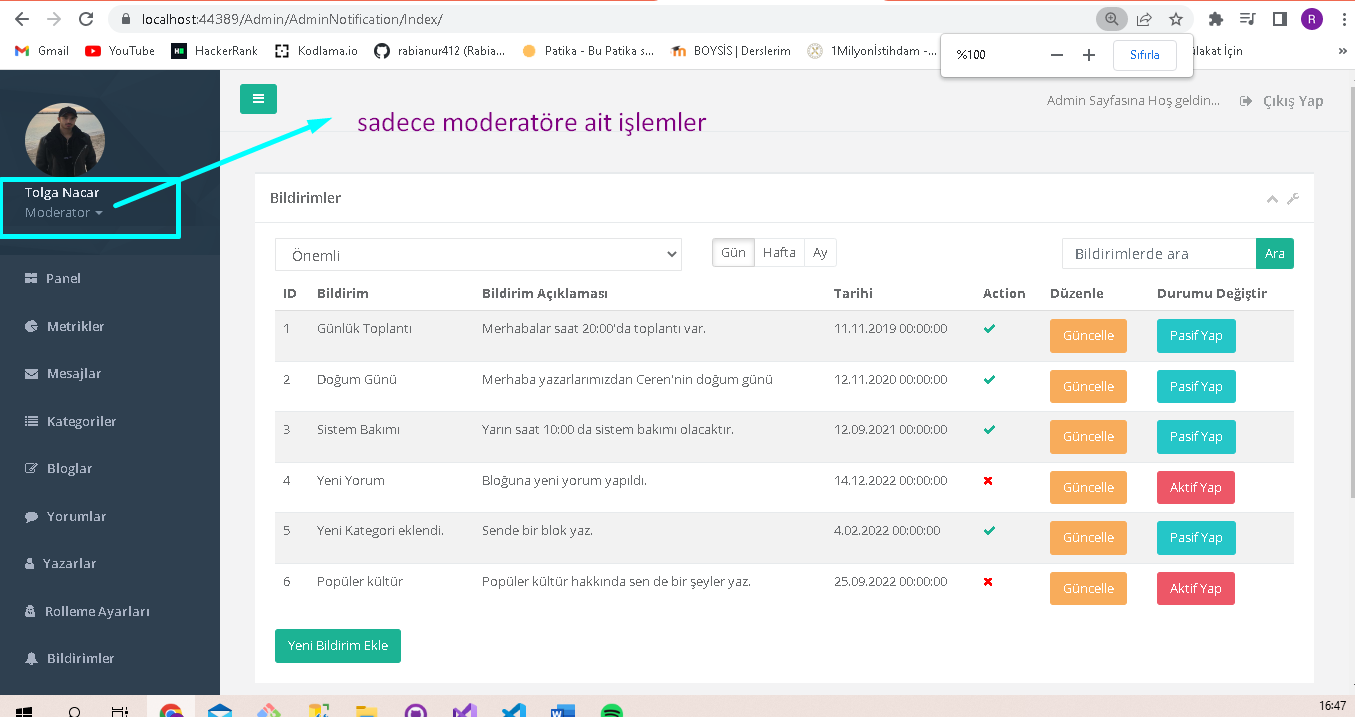 localhost:44389/Admin/AdminNotification/Index/
R
Gmail
YouTube
HackerRank
Kodlama.io
rabianur412 (Rabia...
Patika - Bu Patika s...
BOYSİS | Derslerim
1Milyonİstihdam -...
ülakat İçin
»
%100
Sıfırla
Admin Sayfasına Hoş geldin...
Çıkış Yap
sadece moderatöre ait işlemler
Tolga Nacar
Moderator
Panel
Metrikler
Mesajlar
Kategoriler
Bloglar
Yorumlar
Yazarlar
Rolleme Ayarları
Bildirimler
Bildirimler
Önemli
Gün Hafta Ay
Bildirimlerde ara
Ara
ID Bildirim Bildirim Açıklaması Tarihi Action Düzenle Durumu Değiştir
1 Günlük Toplantı Merhabalar saat 20:00'da toplantı var. 11.11.2019 00:00:00 Güncelle Pasif Yap
2 Doğum Günü Merhaba yazarlarımızdan Ceren'nin doğum günü 12.11.2020 00:00:00 Güncelle Pasif Yap
3 Sistem Bakımı Yarın saat 10:00 da sistem bakımı olacaktır. 12.09.2021 00:00:00 Güncelle Pasif Yap
4 Yeni Yorum Bloğuna yeni yorum yapıldı. 14.12.2022 00:00:00 Güncelle Aktif Yap
5 Yeni Kategori eklendi. Sende bir blok yaz. 4.02.2022 00:00:00 Güncelle Pasif Yap
6 Popüler kültür Popüler kültür hakkında sen de bir şeyler yaz. 25.09.2022 00:00:00 Güncelle Aktif Yap
Yeni Bildirim Ekle
16:47